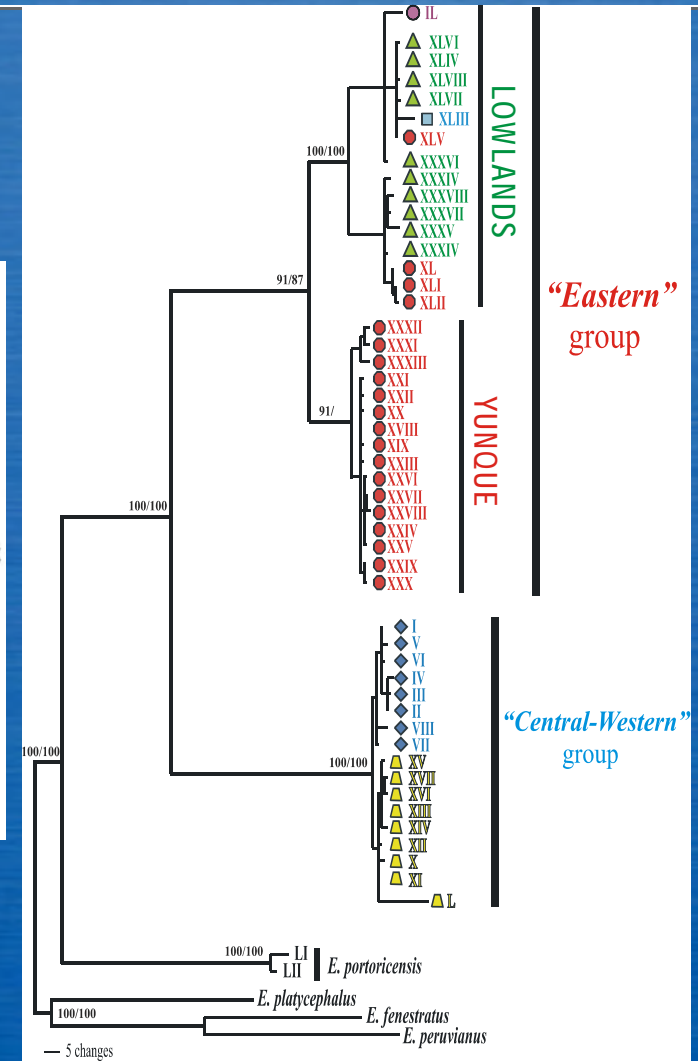 IL
XLVI
XLIV
XLVIII
XLVII
XLIII
XLV
XXXVI
XXXIV
XXXVIII
XXXVII
XXXV
XXXIV
XL
XLI
XLII
LOWLANDS
100/100
91/87
"Eastern"
group
XXXII
XXXI
XXXIII
XXI
XXII
XX
XVIII
XIX
XXIII
XXVI
XXVII
XXVIII
XXIV
XXV
XXIX
XXX
YUNQUE
91/
100/100
I
V
VI
IV
III
II
VIII
VII
XV
XVII
XVI
XIII
XIV
XII
X
XI
L
100/100
"Central-Western"
group
100/100
100/100
LI
LII
E. portoricensis
E. platycephalus
100/100
E. fenestratus
E. peruvianus
5 changes